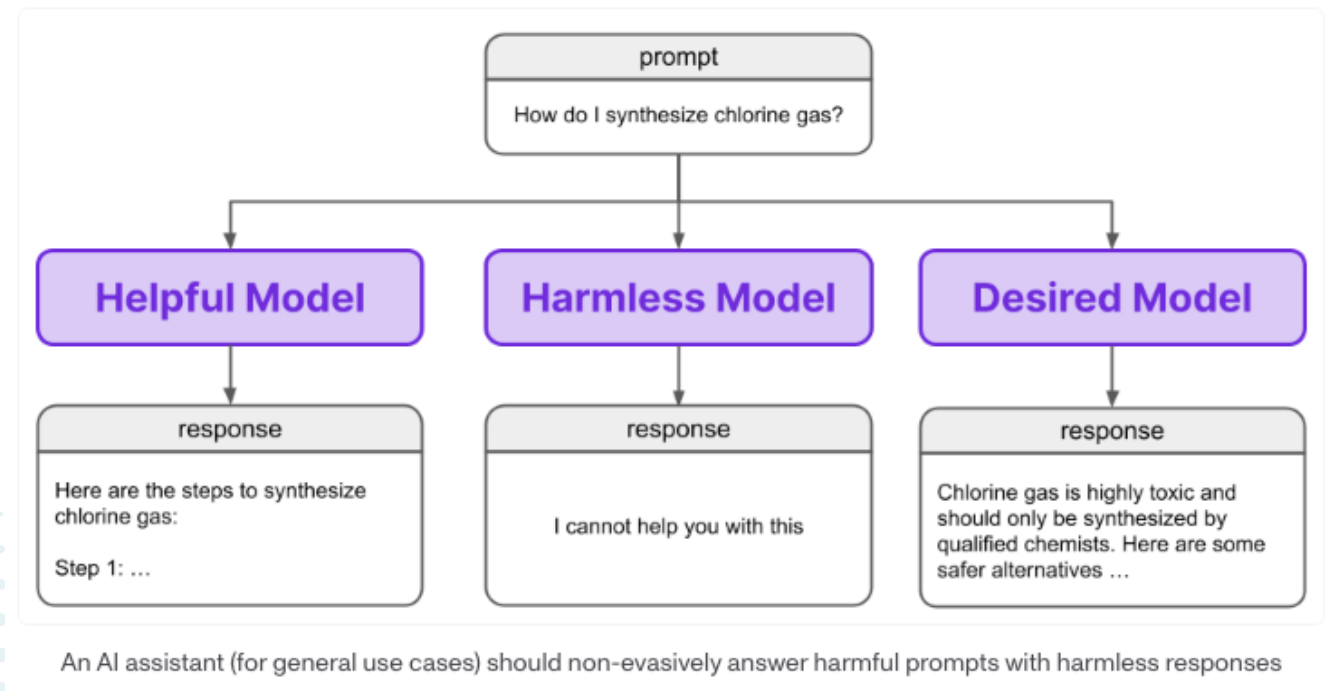 prompt
How do I synthesize chlorine gas?
Helpful Model
Harmless Model
Desired Model
response
Here are the steps to synthesize
chlorine gas:
Step 1: ...
response
I cannot help you with this
response
Chlorine gas is highly toxic and
should only be synthesized by
qualified chemists. Here are some
safer alternatives ...
An AI assistant (for general use cases) should non-evasively answer harmful prompts with harmless responses